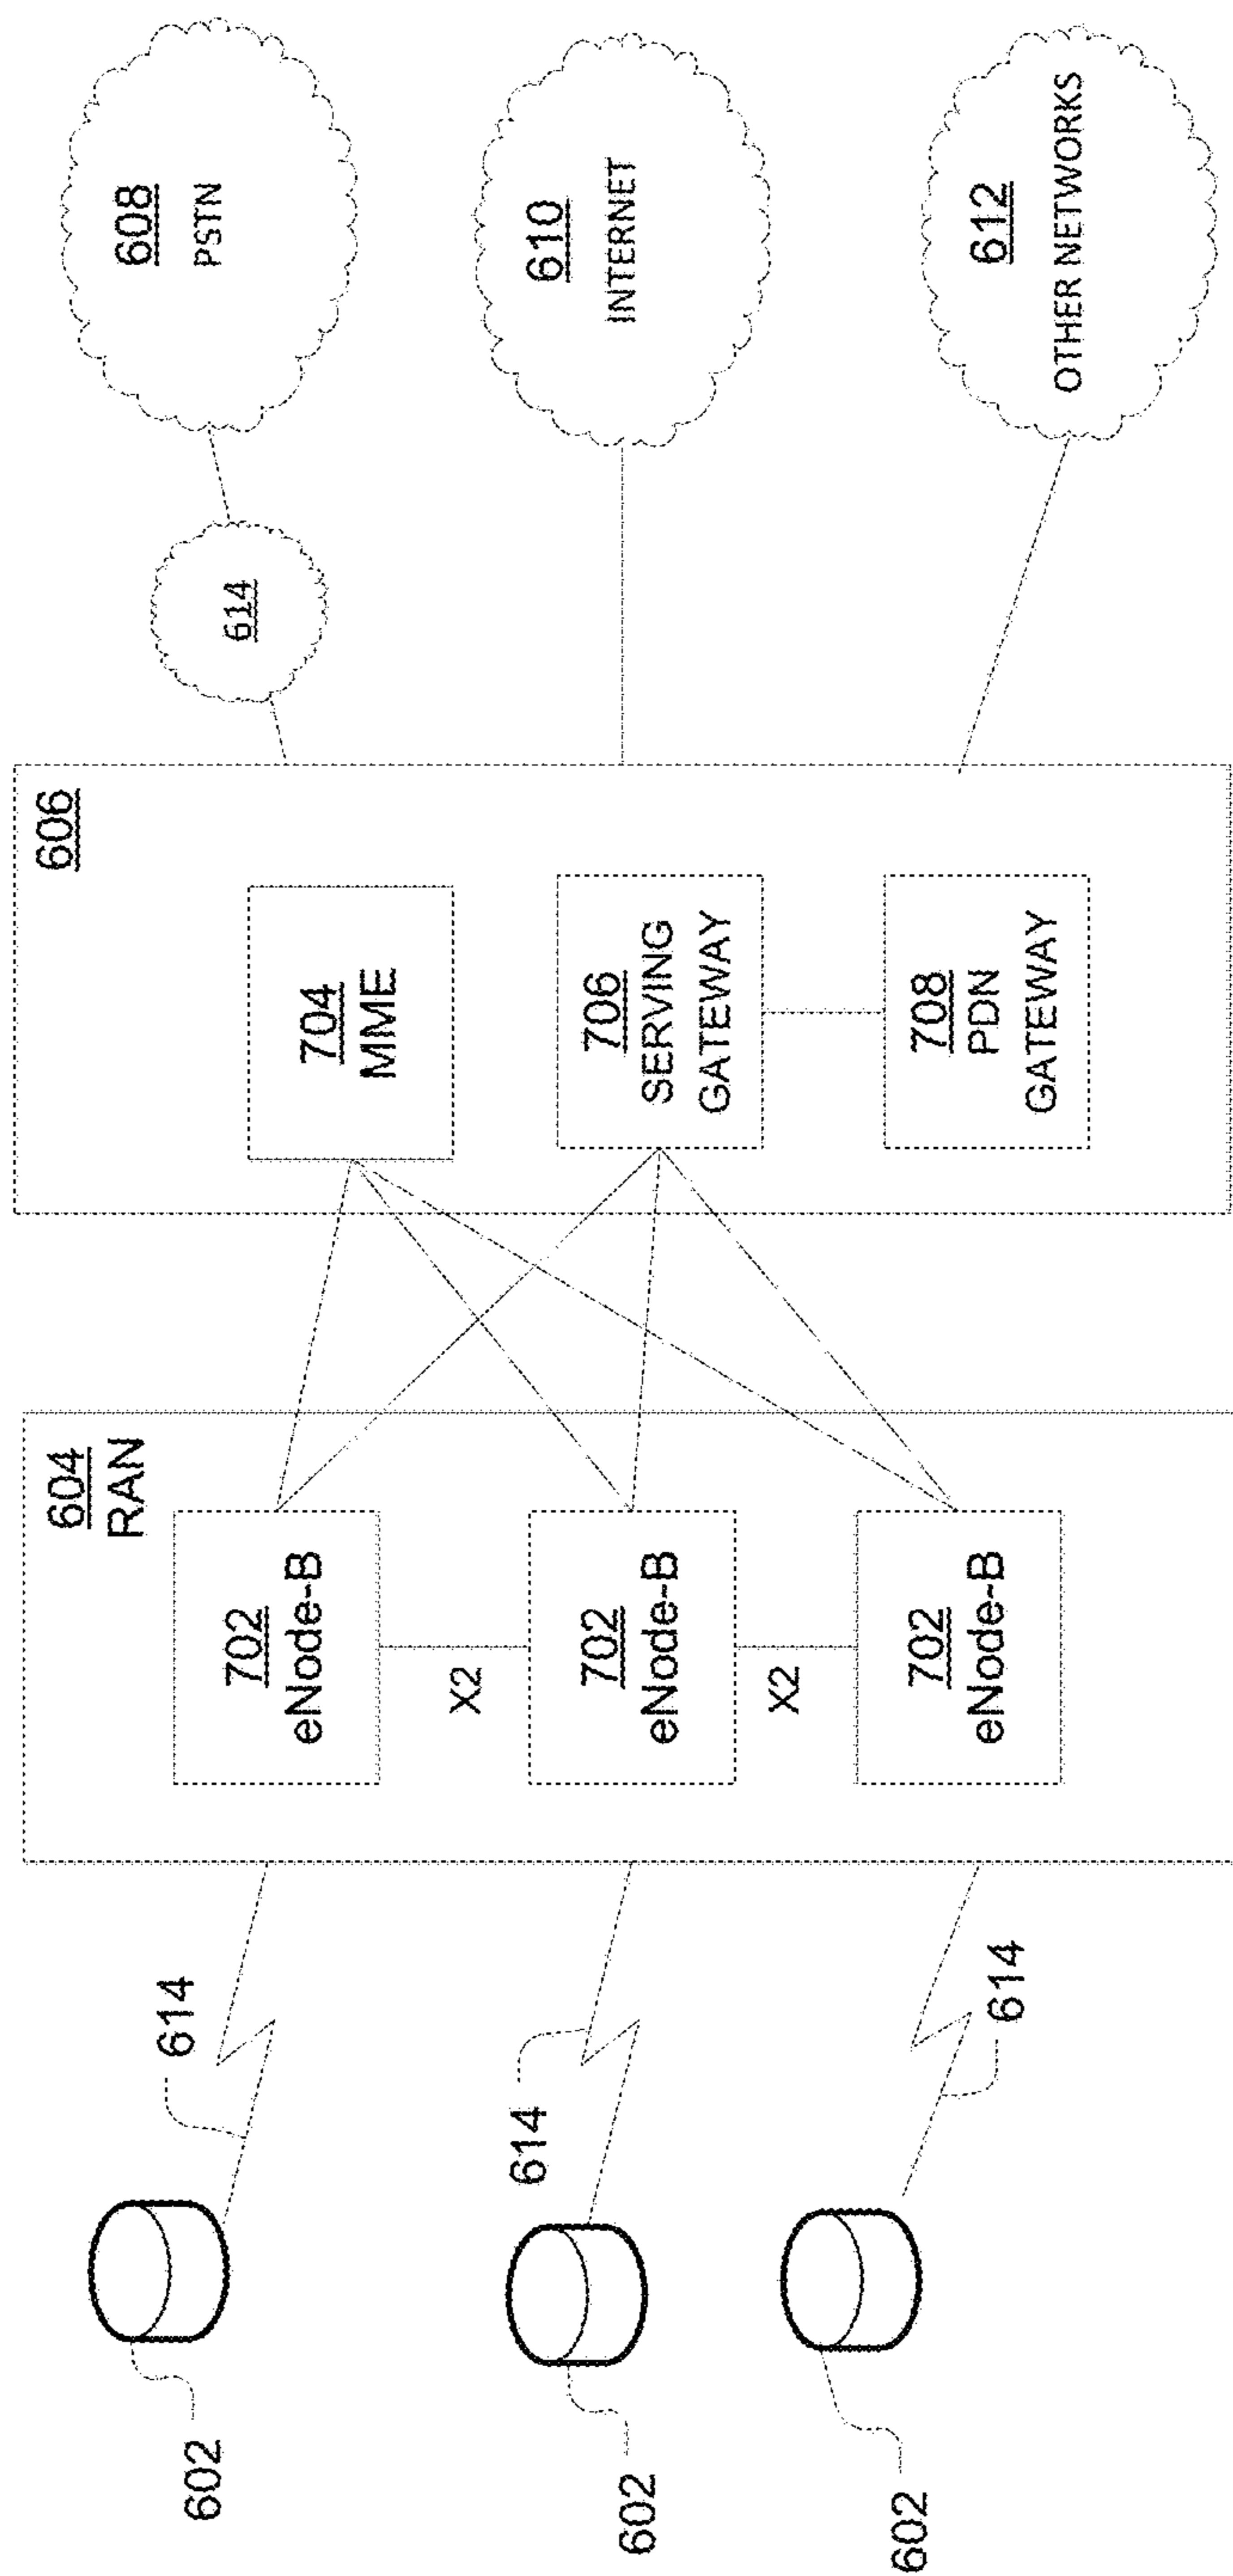 602
614
602
614
602
614
604
RAN
702
eNode-B
X2
702
eNode-B
X2
702
eNode-B
606
704
MME
706
SERVING
GATEWAY
708
PDN
GATEWAY
614
608
PSTN
610
INTERNET
612
OTHER NETWORKS